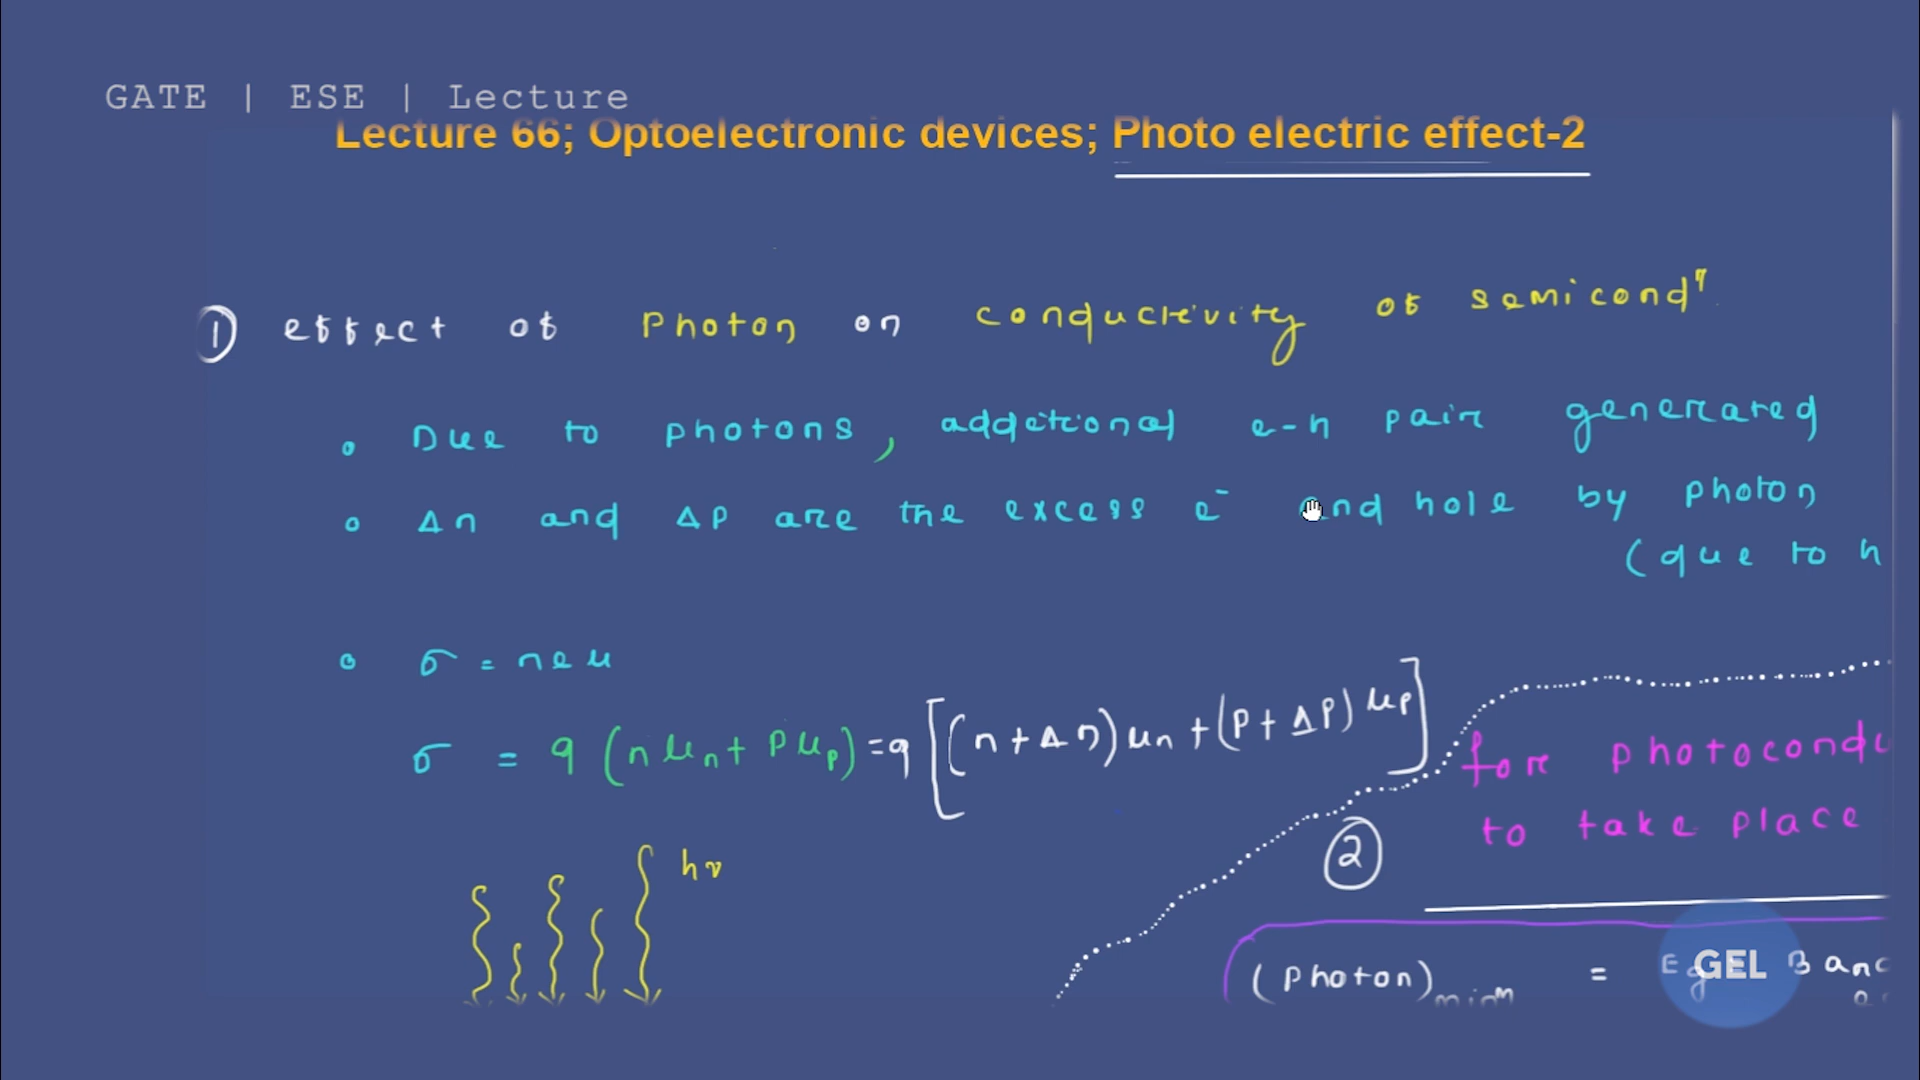 GATE | ESE | Lecture
Lecture 66; Optoelectronic devices; Photo electric effect-2
① effect of Photon on conductivity of semicond^r
• Due to photons, additional e-h pair generated
• Δn and Δp are the excess e⁻ and hole by photon
(due to h
• σ = neμ
σ = q (nμn + pμp) = q [(n+Δn)μn + (p+Δp)μp]
for photocondu
② to take place
hν
(Photon)min = Eg Band
GEL